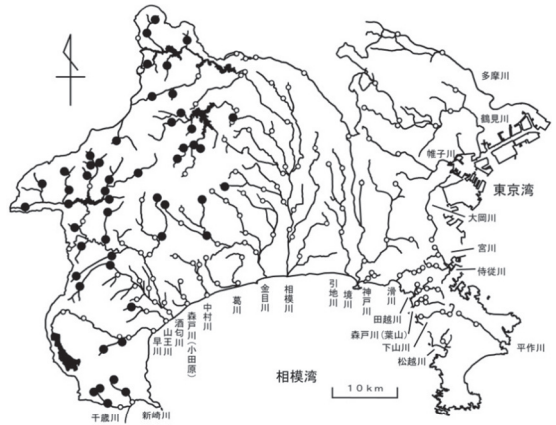 多摩川
鶴見川
帷子川
東京湾
大岡川
宮川
侍従川
平作川
松越川
下山川
森戸川(葉山)
田越川
滑川
神戸川
境川
引地川
相模川
金目川
葛川
中村川
森戸川(小田原)
酒匂川
山王川
早川
新崎川
千歳川
相模湾
10km